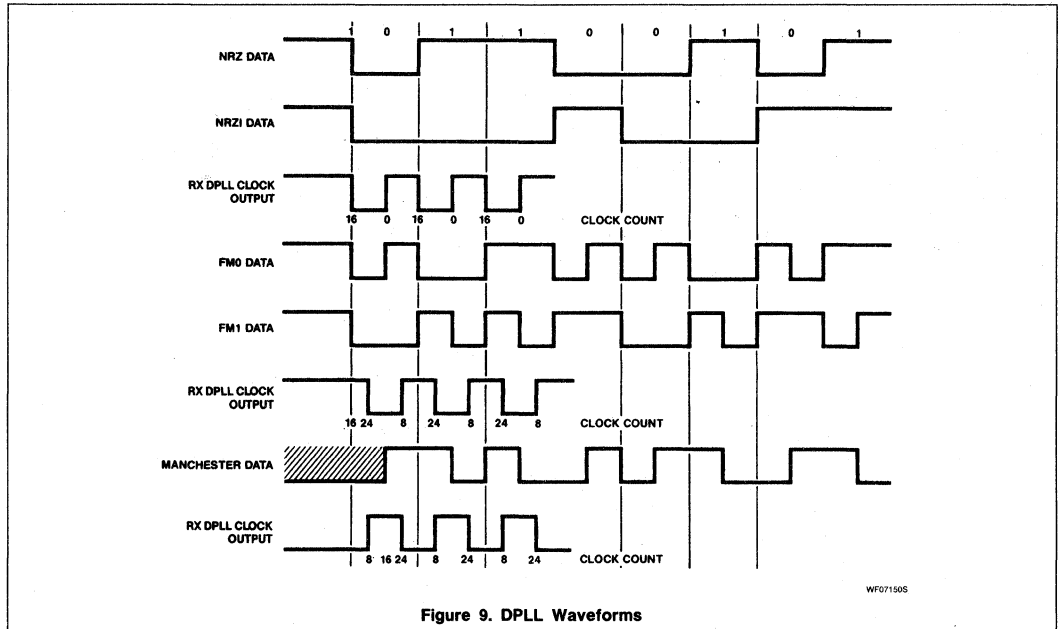 1 0 1 1 0 0 1 0 1
NRZ DATA
NRZI DATA
RX DPLL CLOCK
OUTPUT
16 0 16 0 16 0 CLOCK COUNT
FM0 DATA
FM1 DATA
RX DPLL CLOCK
OUTPUT
16 24 8 24 8 24 8 CLOCK COUNT
MANCHESTER DATA
RX DPLL CLOCK
OUTPUT
8 16 24 8 24 8 24 CLOCK COUNT
WF07150S
Figure 9. DPLL Waveforms